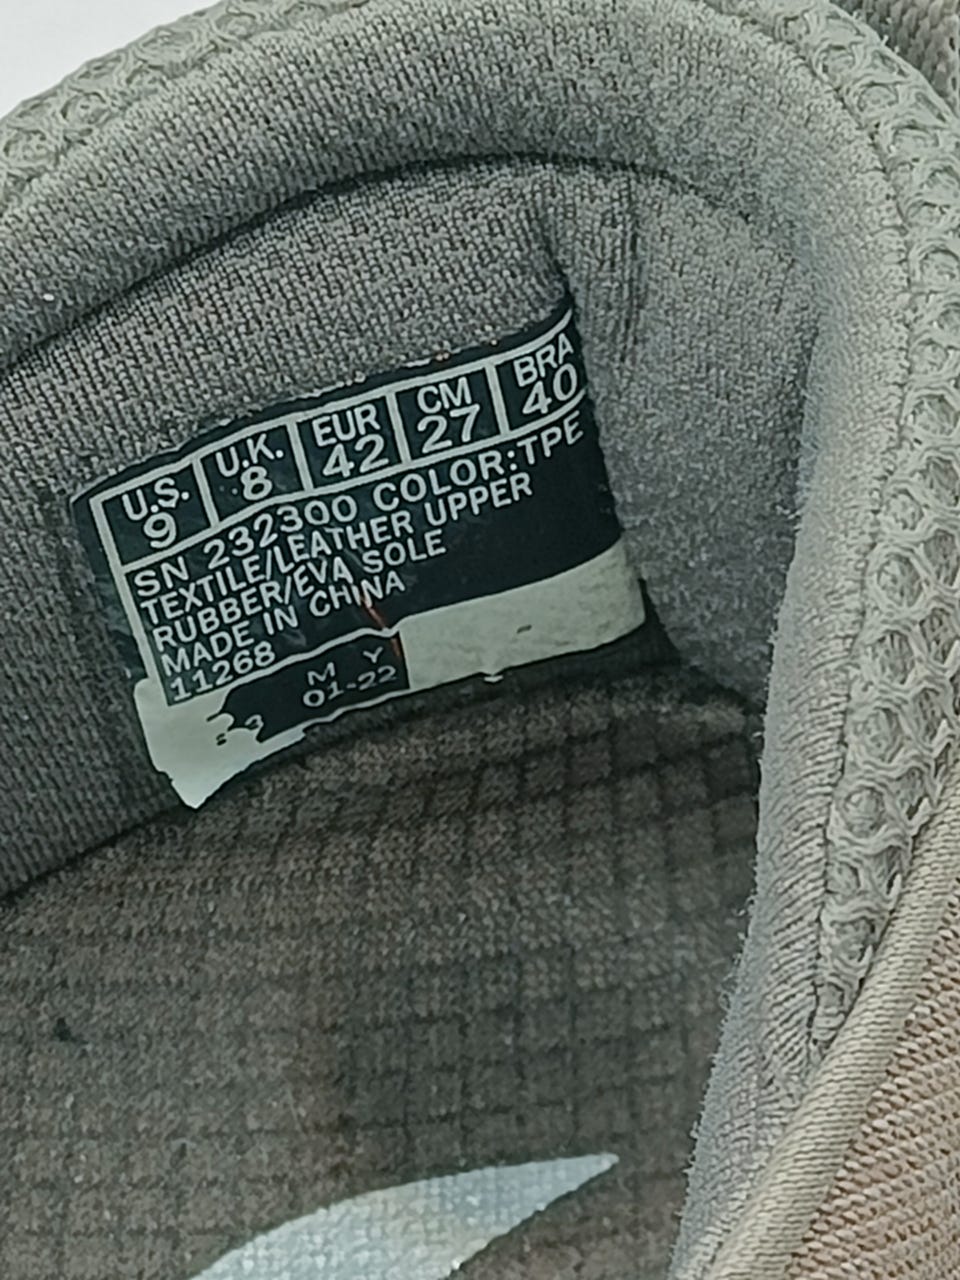 U.S. U.K. EUR CM BRA
9 8 42 27 40
SN 232300 COLOR:TPE
TEXTILE/LEATHER UPPER
RUBBER/EVA SOLE
MADE IN CHINA
11268
M Y
01-22